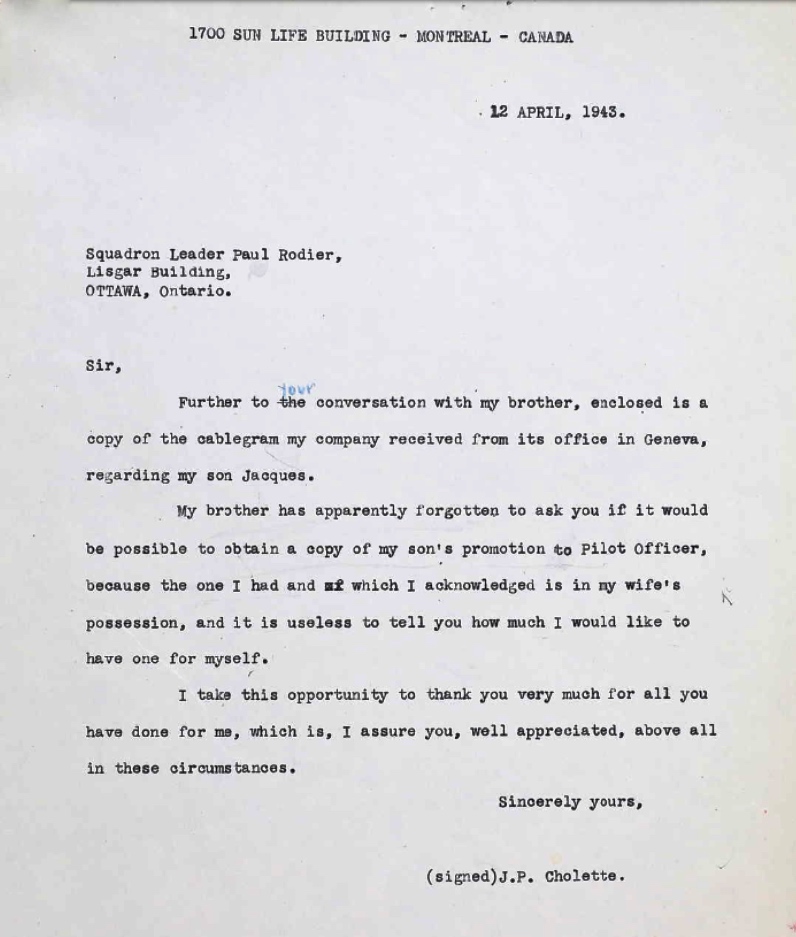 1700 SUN LIFE BUILDING - MONTREAL - CANADA
12 APRIL, 1943.
Squadron Leader Paul Rodier,
Lisgar Building,
OTTAWA, Ontario.
Sir,
your
Further to the conversation with my brother, enclosed is a
copy of the cablegram my company received from its office in Geneva,
regarding my son Jacques.
My brother has apparently forgotten to ask you if it would
be possible to obtain a copy of my son's promotion to Pilot Officer,
because the one I had and which I acknowledged is in my wife's
possession, and it is useless to tell you how much I would like to
have one for myself.
I take this opportunity to thank you very much for all you
have done for me, which is, I assure you, well appreciated, above all
in these circumstances.
Sincerely yours,
(signed)J.P. Cholette.